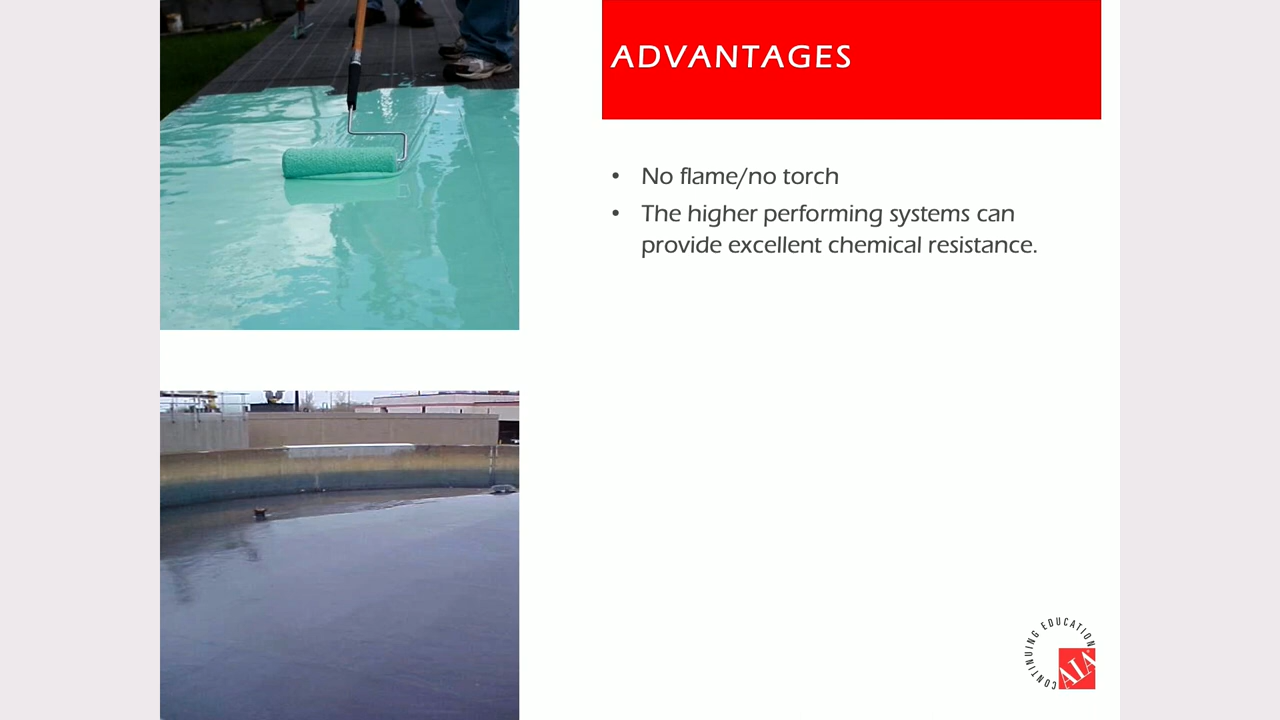 ADVANTAGES
• No flame/no torch
• The higher performing systems can
provide excellent chemical resistance.
CONTINUING EDUCATION
AIA